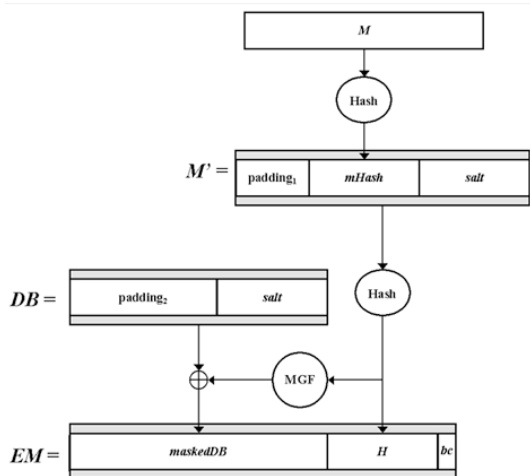 M
Hash
M’ = padding₁ mHash salt
Hash
DB = padding₂ salt
MGF
EM = maskedDB H bc